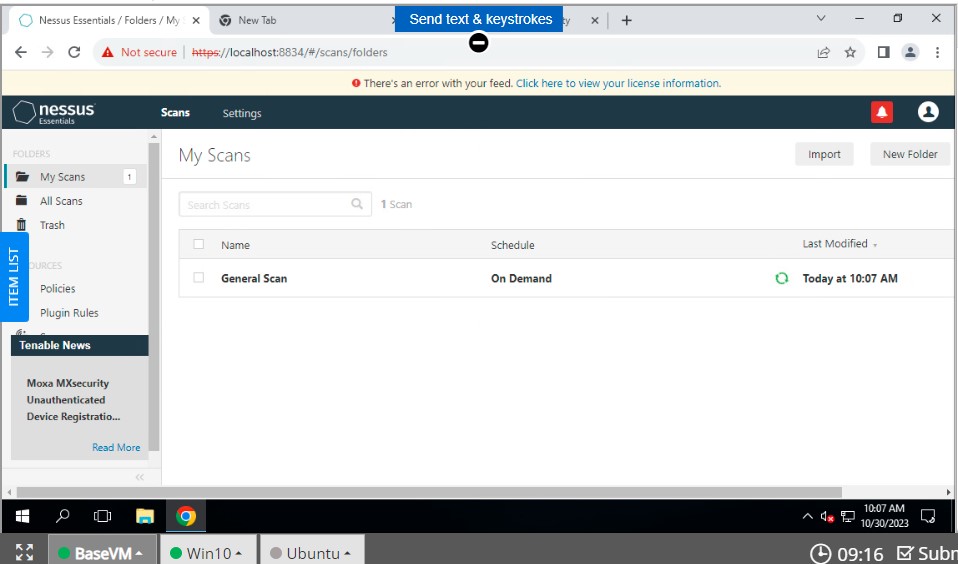 Nessus Essentials / Folders / My
New Tab
Send text & keystrokes
ty
Not secure
https://localhost:8834/#/scans/folders
There's an error with your feed. Click here to view your license information.
nessus
Essentials
Scans
Settings
FOLDERS
My Scans
1
All Scans
Trash
OURCES
Policies
Plugin Rules
ITEM LIST
Tenable News
Moxa MXsecurity
Unauthenticated
Device Registratio...
Read More
My Scans
Import
New Folder
Search Scans
1 Scan
Name
Schedule
Last Modified
General Scan
On Demand
Today at 10:07 AM
10:07 AM
10/30/2023
BaseVM
Win10
Ubuntu
09:16
Subm